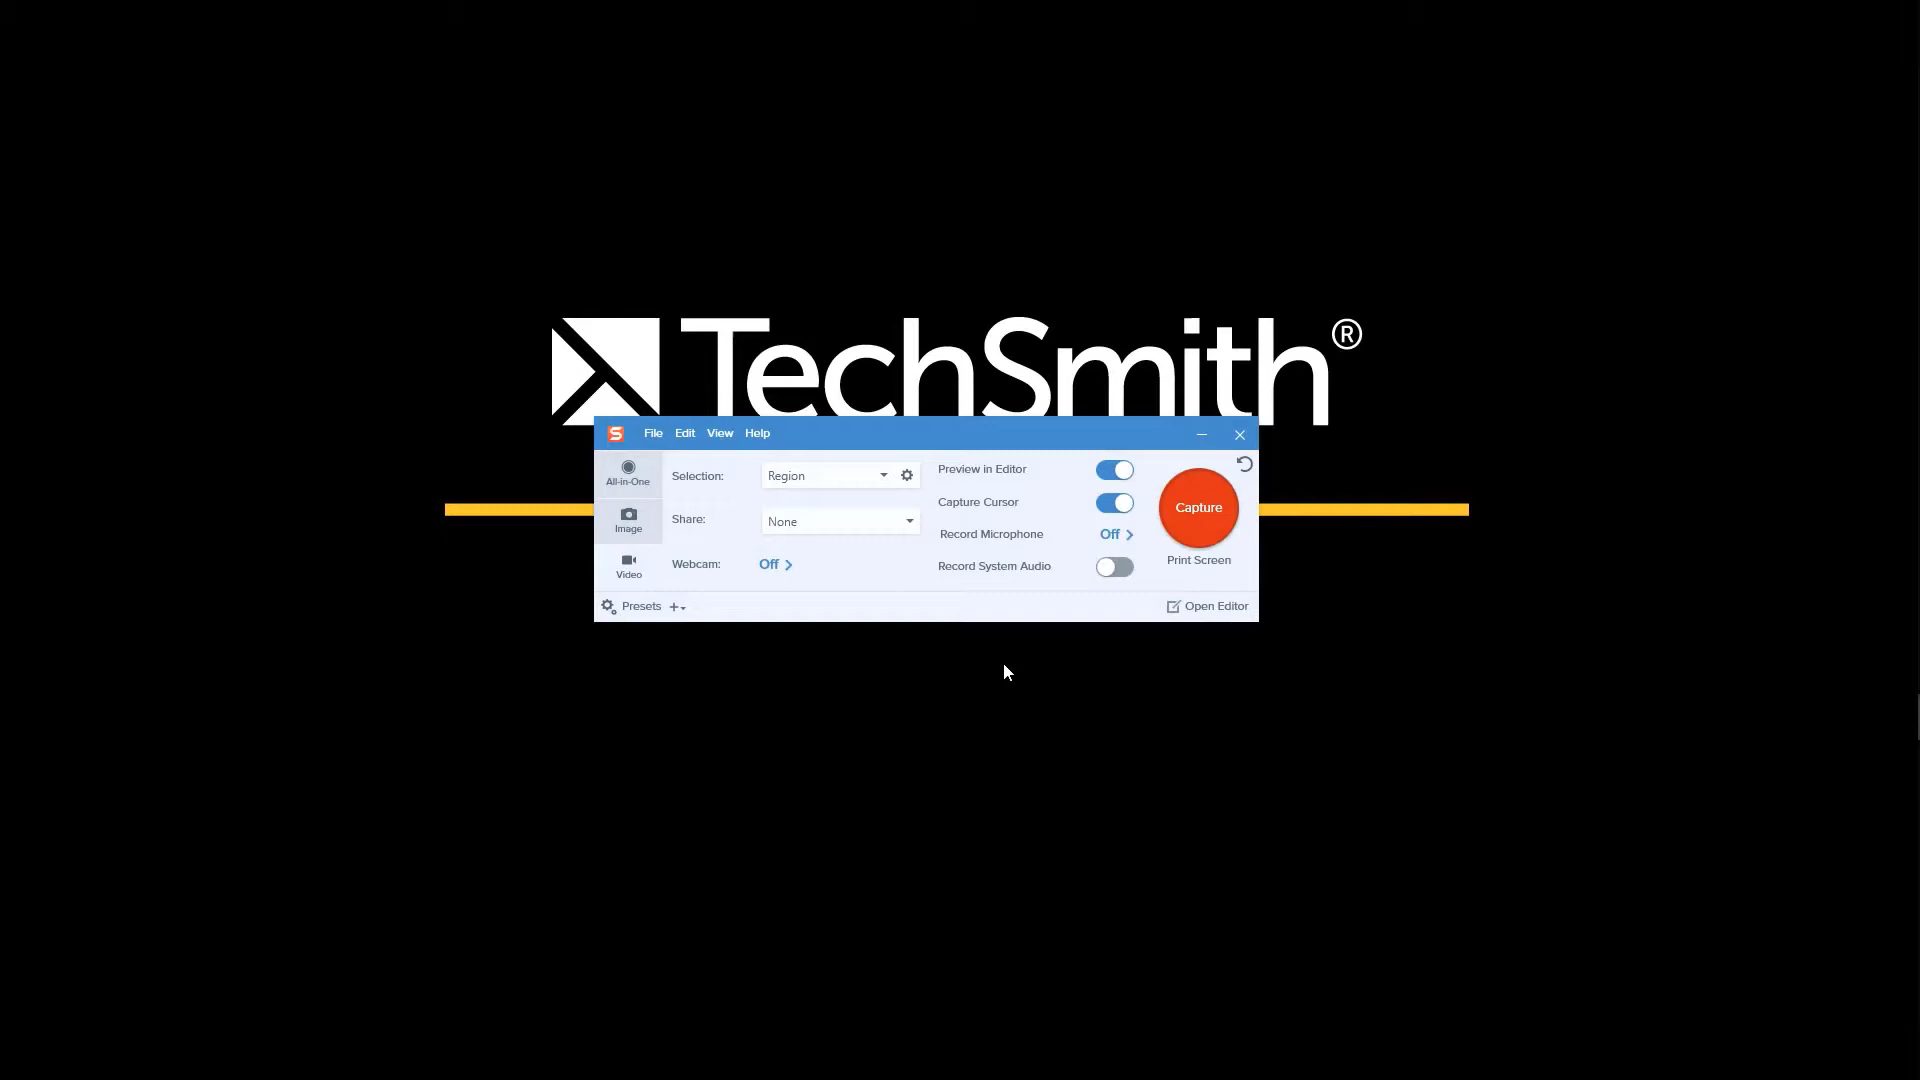 TechSmith®
File Edit View Help
All-in-One
Image
Video
Selection: Region
Share: None
Webcam: Off
Preview in Editor
Capture Cursor
Record Microphone Off
Record System Audio
Capture
Print Screen
Presets
Open Editor